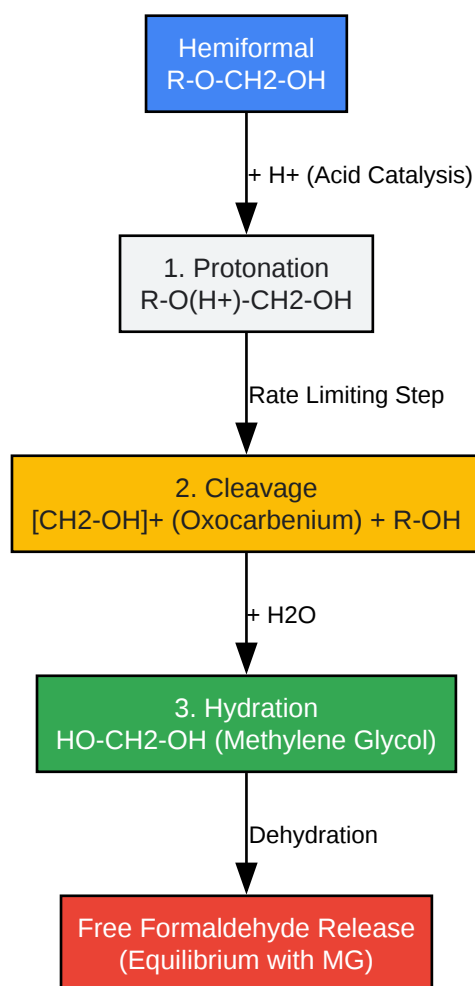 Hemiformal
R-O-CH2-OH
+ H+ (Acid Catalysis)
1. Protonation
R-O(H+)-CH2-OH
Rate Limiting Step
2. Cleavage
[CH2-OH]+ (Oxocarbenium) + R-OH
+ H2O
3. Hydration
HO-CH2-OH (Methylene Glycol)
Dehydration
Free Formaldehyde Release
(Equilibrium with MG)